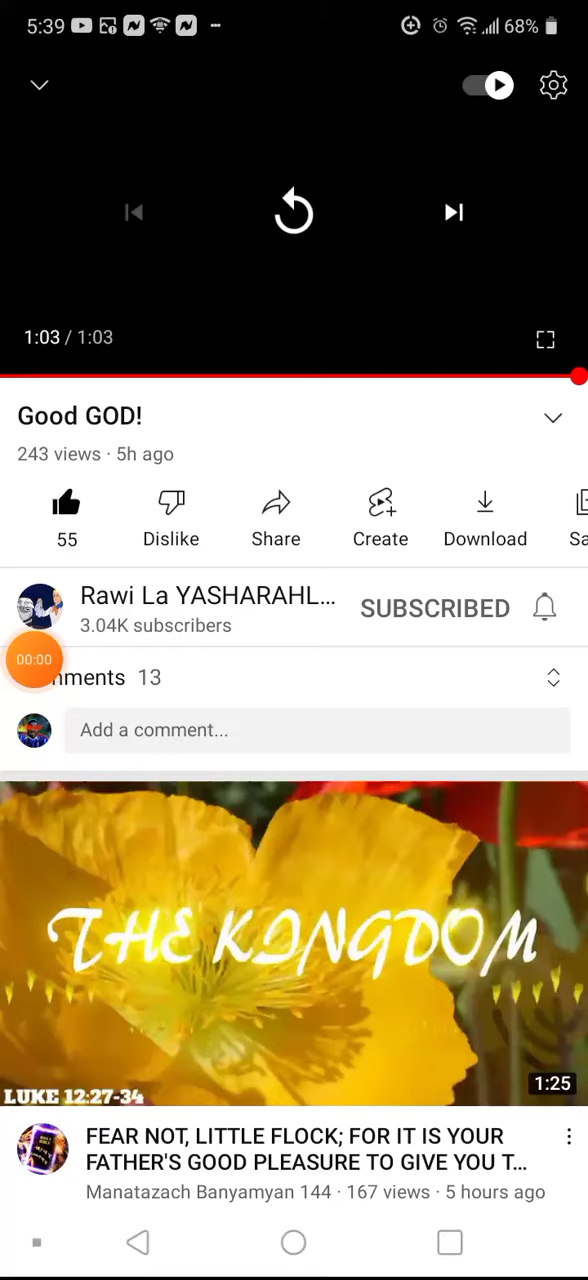 5:39
68%
1:03 / 1:03
Good GOD!
243 views · 5h ago
55
Dislike
Share
Create
Download
Sa
Rawi La YASHARAHL...
SUBSCRIBED
3.04K subscribers
00:00
mments 13
Add a comment...
THE KINGDOM
1:25
LUKE 12:27-34
FEAR NOT, LITTLE FLOCK; FOR IT IS YOUR
FATHER'S GOOD PLEASURE TO GIVE YOU T...
Manatazach Banyamyan 144 · 167 views · 5 hours ago